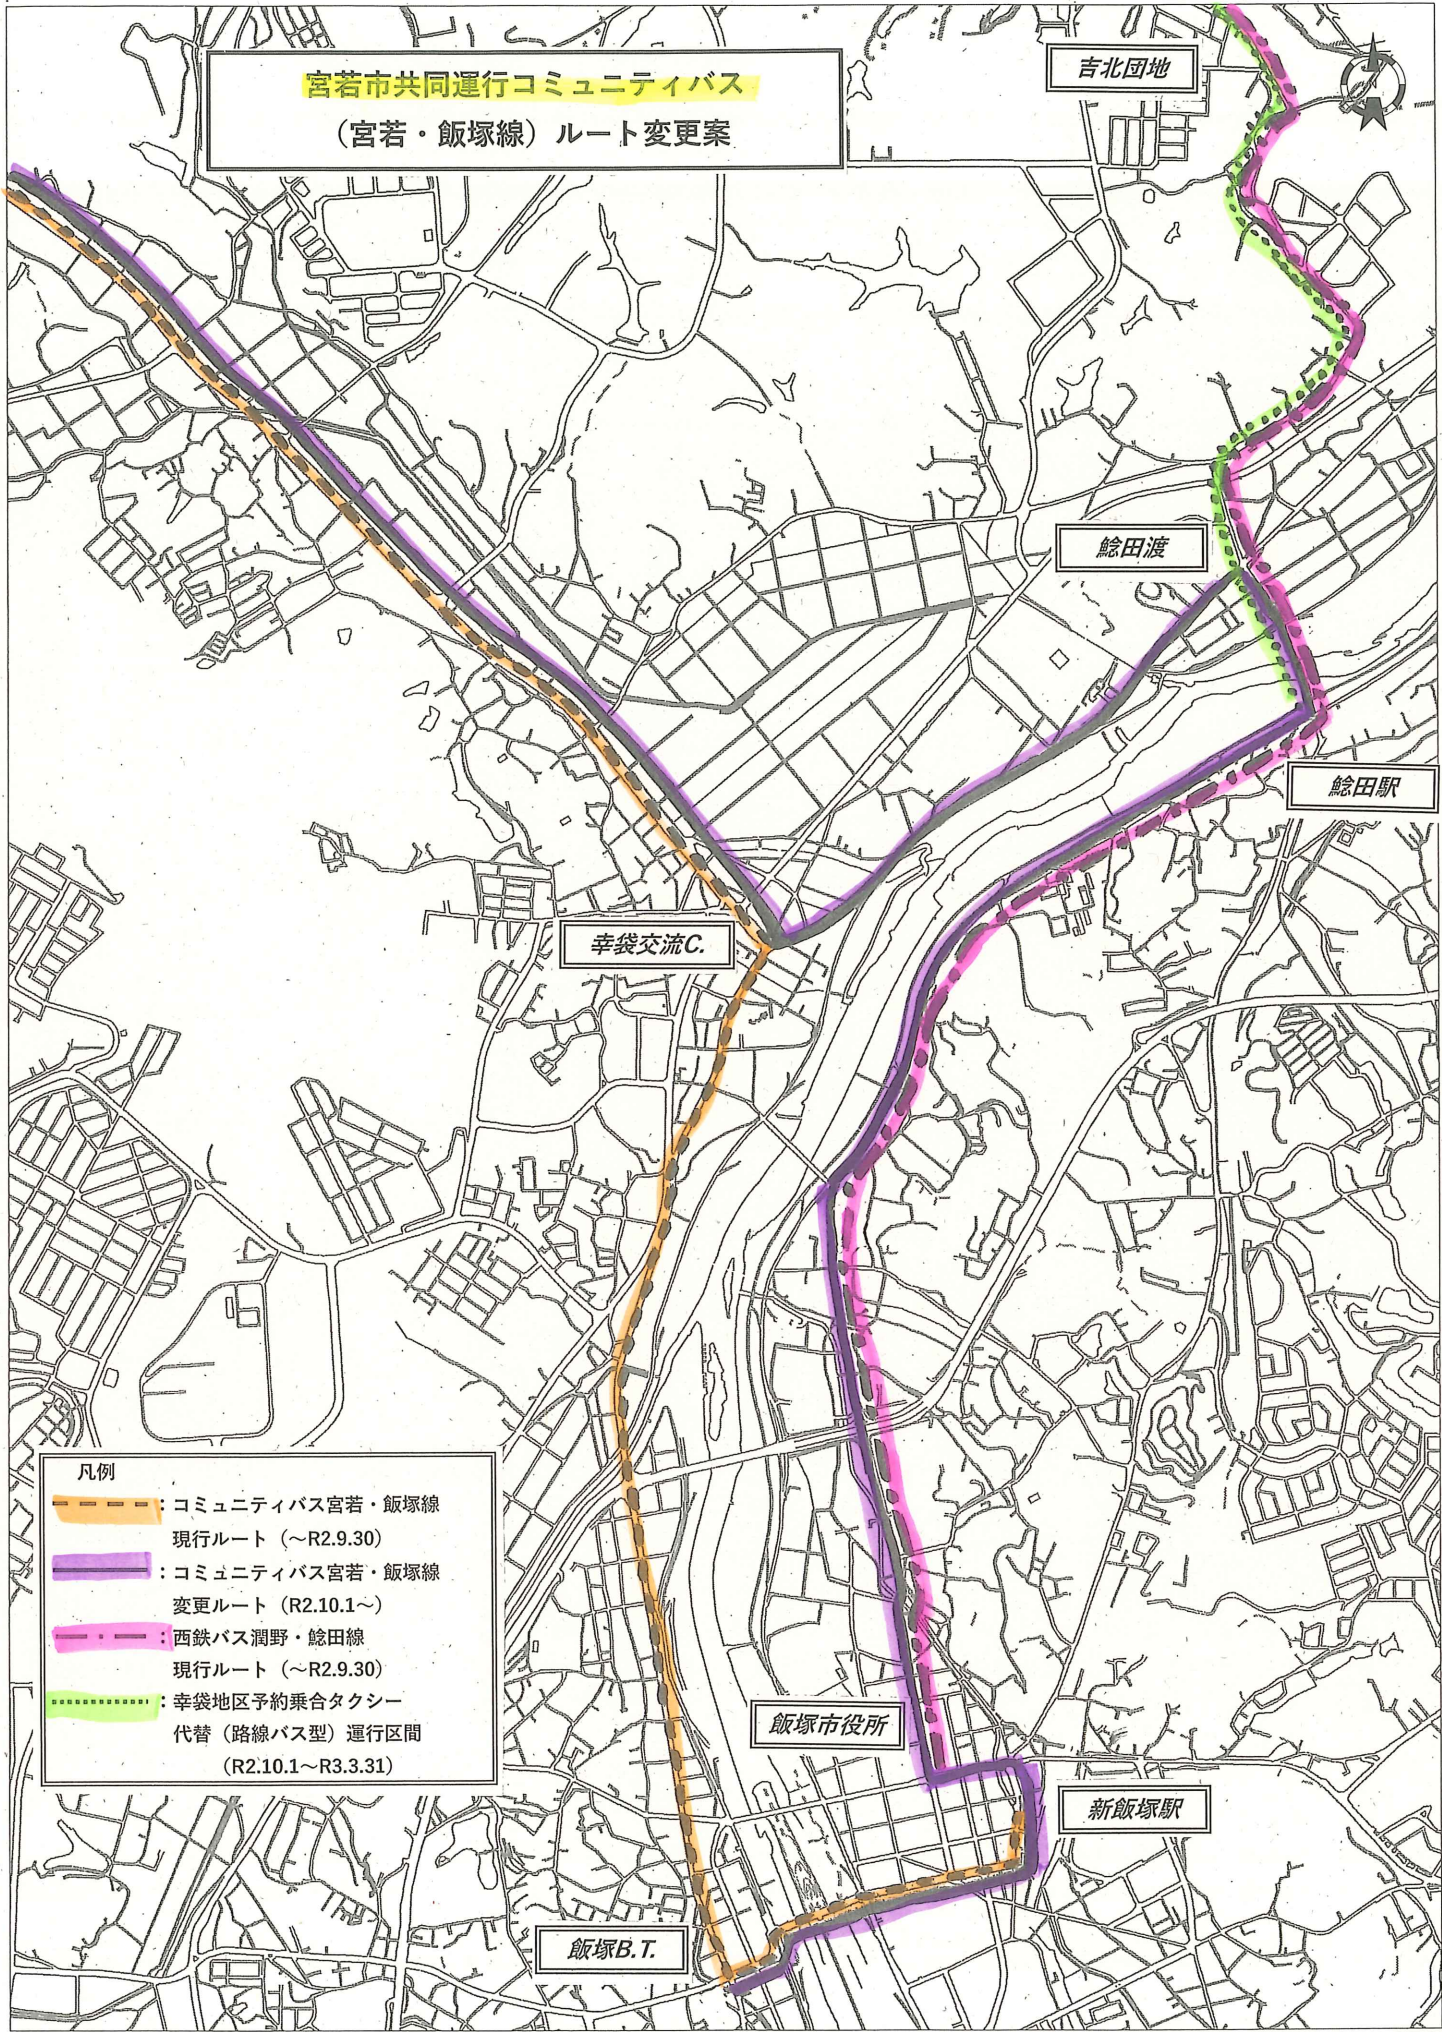 宮若市共同運行コミュニティバス
（宮若・飯塚線）ルート変更案
吉北団地
鯰田渡
鯰田駅
幸袋交流C.
凡例
：コミュニティバス宮若・飯塚線
現行ルート（～R2.9.30）
：コミュニティバス宮若・飯塚線
変更ルート（R2.10.1～）
：西鉄バス潤野・鯰田線
現行ルート（～R2.9.30）
：幸袋地区予約乗合タクシー
代替（路線バス型）運行区間
（R2.10.1～R3.3.31）
飯塚市役所
新飯塚駅
飯塚B.T.